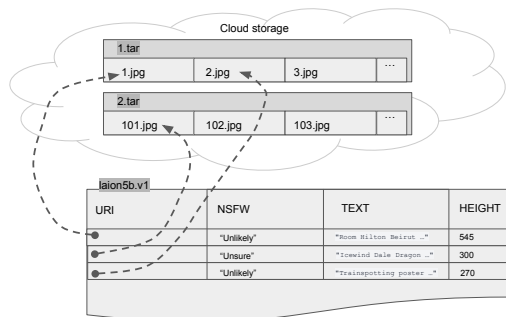 Cloud storage
1.tar
1.jpg 2.jpg 3.jpg ...
2.tar
101.jpg 102.jpg 103.jpg ...
laion5b.v1
URI NSFW TEXT HEIGHT
"Unlikely" "Room Hilton Beirut …" 545
"Unsure" "Icewind Dale Dragon …" 300
"Unlikely" "Trainspotting poster …" 270